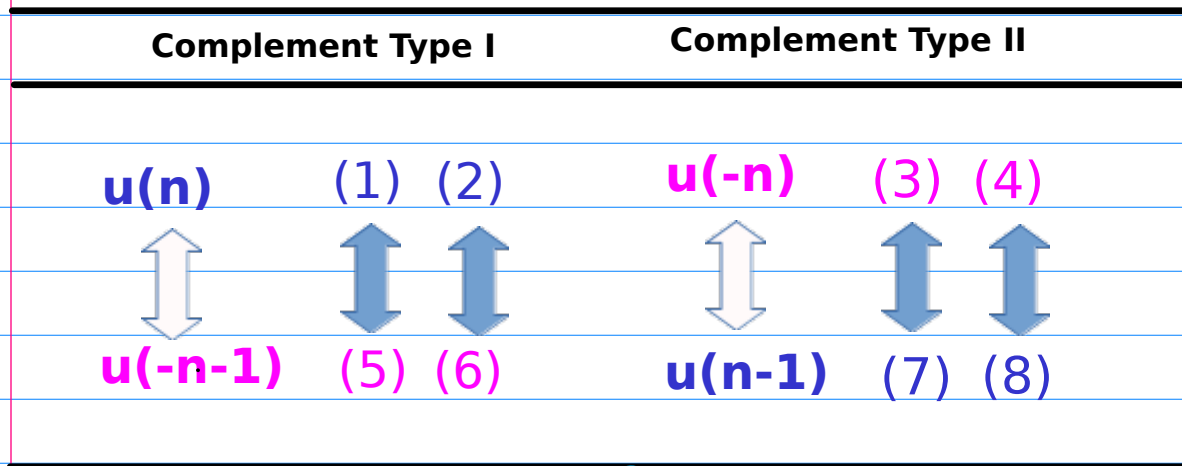 Complement Type I Complement Type II
u(n) (1) (2) u(-n) (3) (4)
u(-n-1) (5) (6) u(n-1) (7) (8)